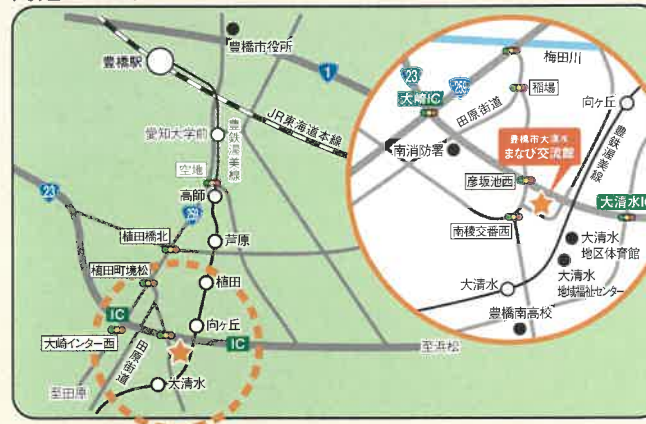 豊橋市役所
豊橋駅
1
JR東海道本線
愛知大学前
豊鉄渥美線
空池
高師
23
259
植田橋北
芦原
植田町境松
植田
IC
向ヶ丘
大崎インター西
田原街道
IC
至浜松
至田原
大清水
梅田川
23
259
大崎IC
稲場
田原街道
向ヶ丘
豊鉄渥美線
南消防署
豊橋市大清水
まなび交流館
彦坂池西
大清水IC
南稜交番西
大清水
地区体育館
大清水
地域福祉センター
大清水
豊橋南高校